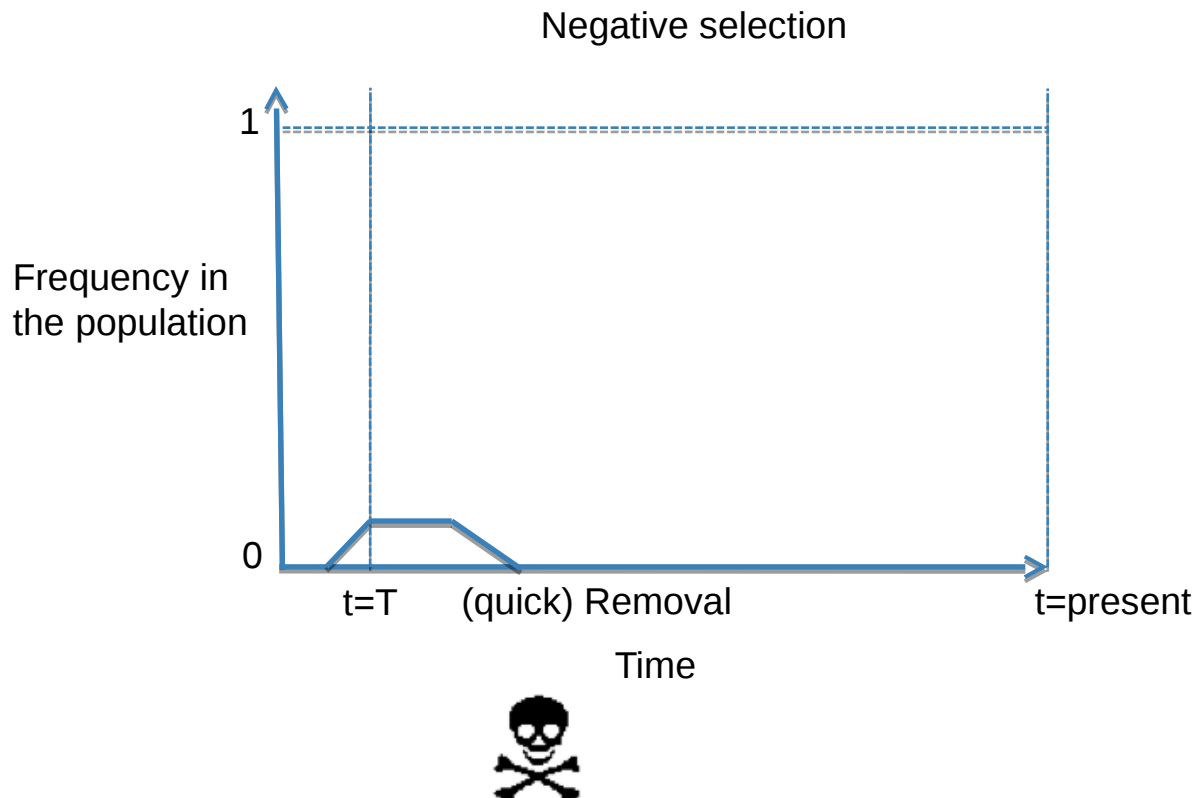 Negative selection
1
Frequency in
the population
0
t=T
(quick) Removal
t=present
Time